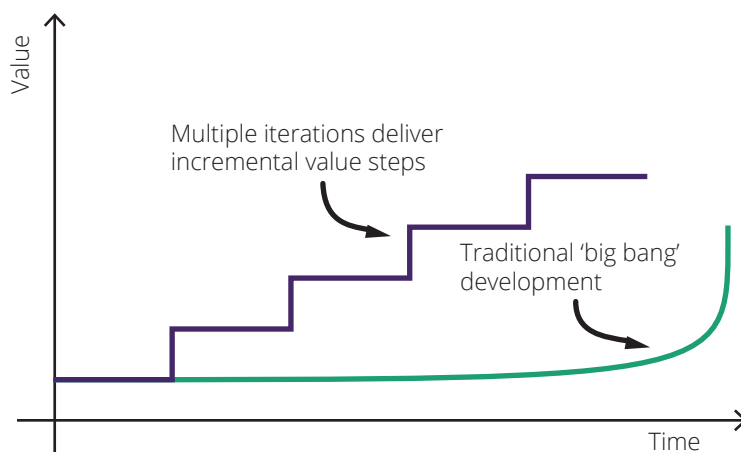 Value
Multiple iterations deliver
incremental value steps
Traditional ‘big bang’
development
Time